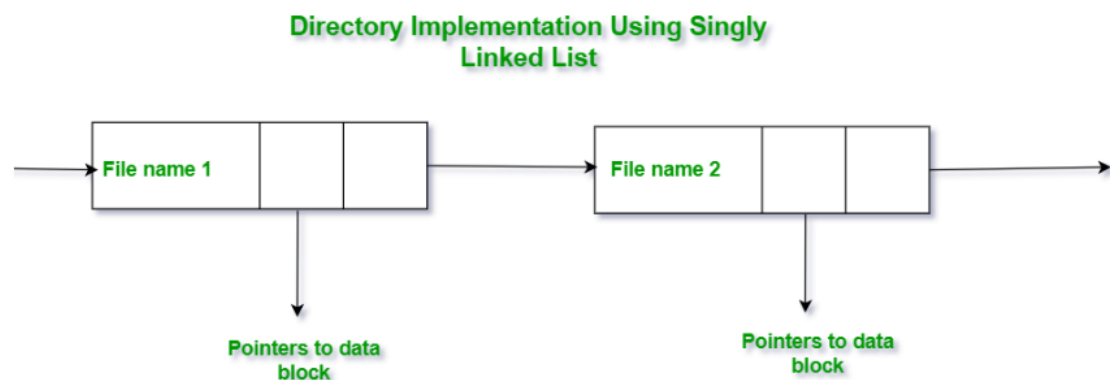 Directory Implementation Using Singly
Linked List
File name 1
File name 2
Pointers to data
block
Pointers to data
block